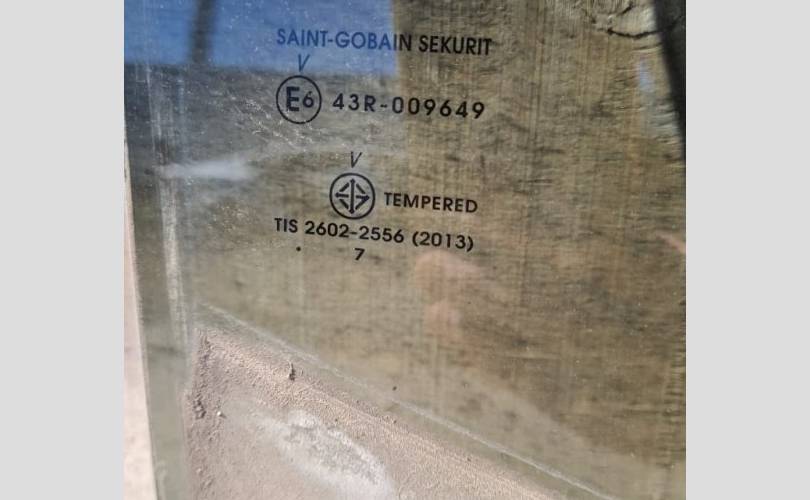 SAINT-GOBAIN SEKURIT
V
E6 43R-009649
V
TEMPERED
TIS 2602-2556 (2013)
. 7